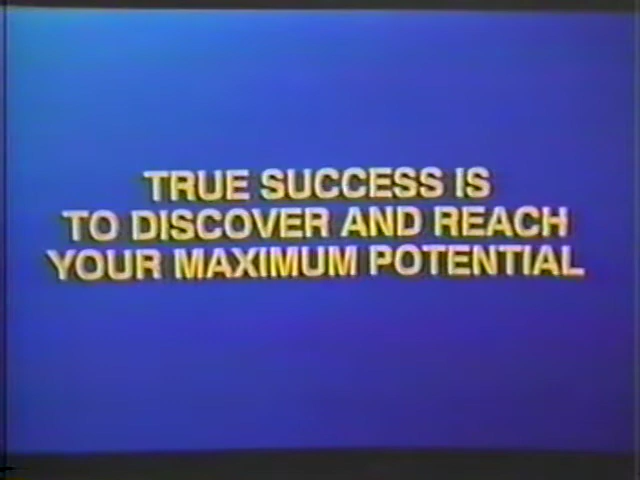 TRUE SUCCESS IS
TO DISCOVER AND REACH
YOUR MAXIMUM POTENTIAL